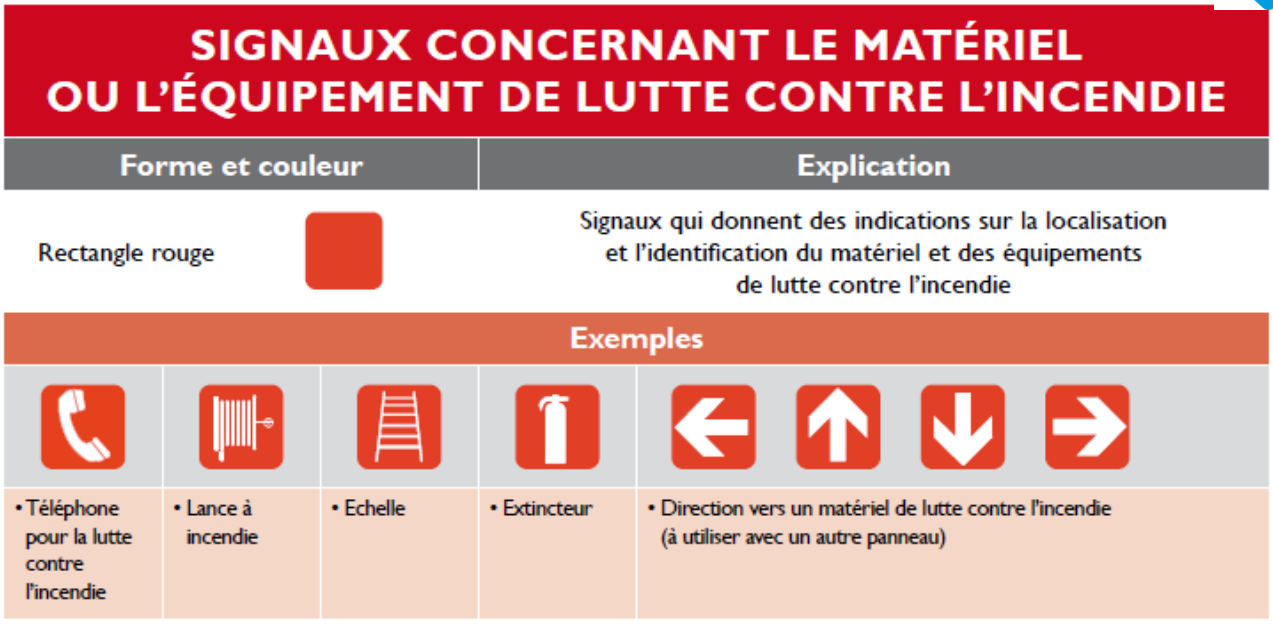 SIGNAUX CONCERNANT LE MATÉRIEL
OU L’ÉQUIPEMENT DE LUTTE CONTRE L’INCENDIE
Forme et couleur
Explication
Rectangle rouge
Signaux qui donnent des indications sur la localisation
et l’identification du matériel et des équipements
de lutte contre l’incendie
Exemples
• Téléphone
pour la lutte
contre
l’incendie
• Lance à
incendie
• Echelle
• Extincteur
• Direction vers un matériel de lutte contre l’incendie
(à utiliser avec un autre panneau)